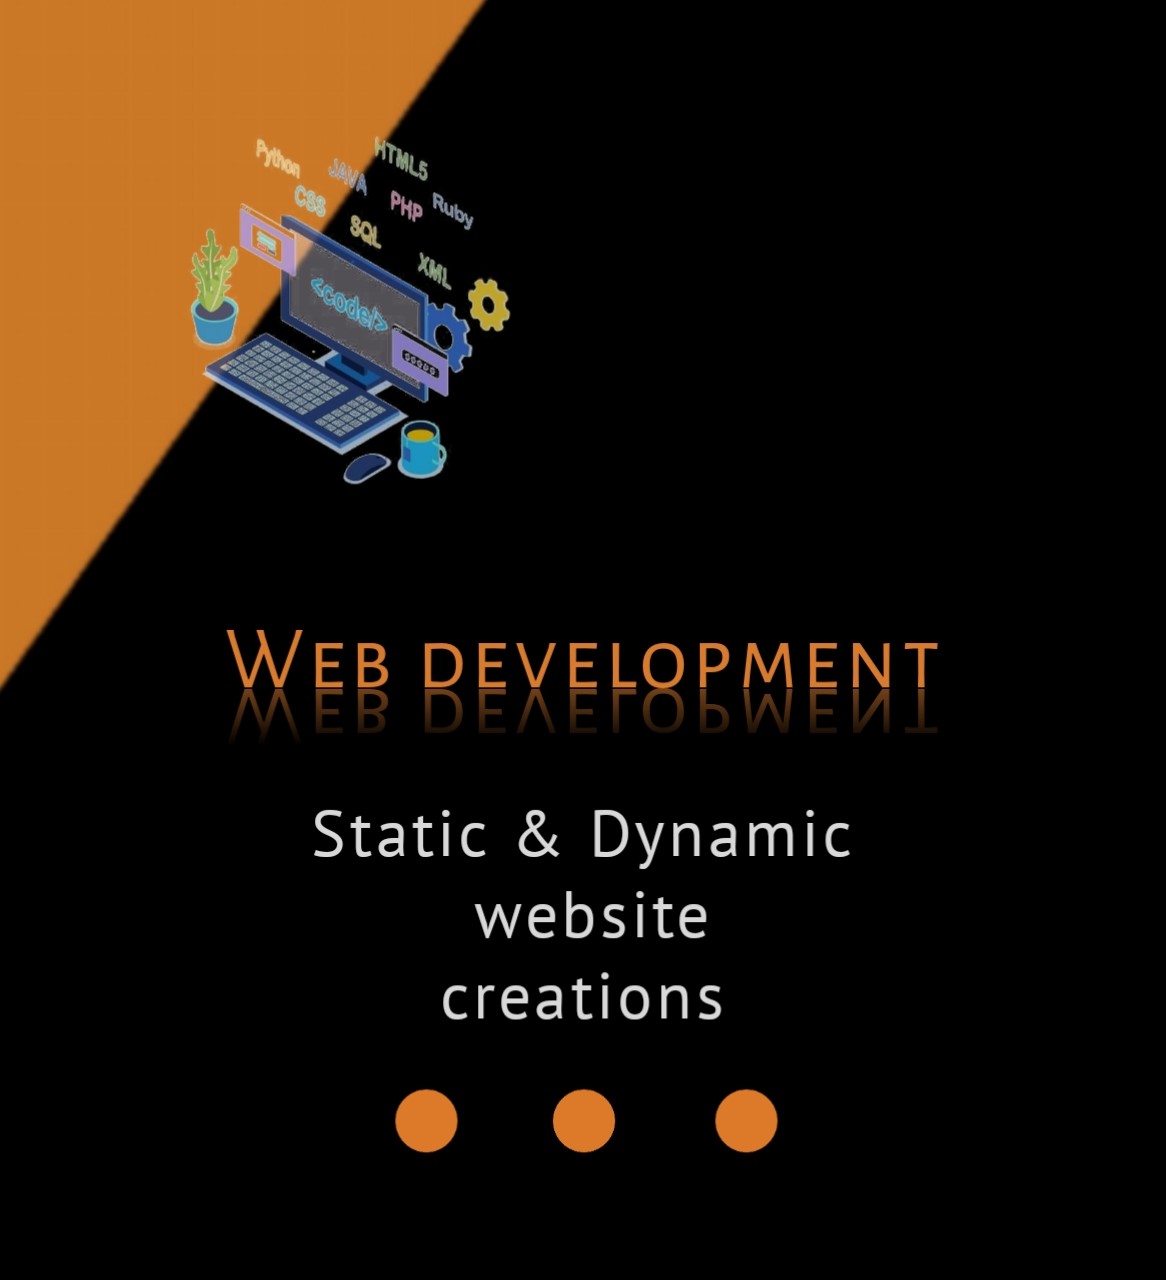 Python
JAVA
HTML5
CSS
PHP
Ruby
SQL
XML
<code/>
WEB DEVELOPMENT
Static & Dynamic
website
creations